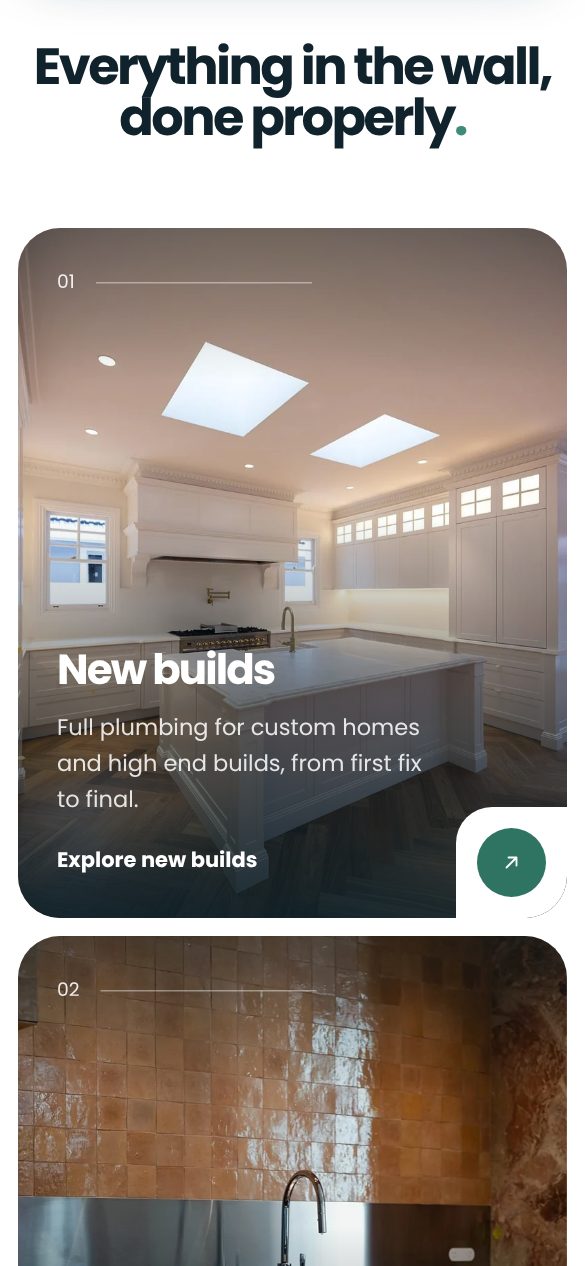 Everything in the wall,
done properly.
01
New builds
Full plumbing for custom homes
and high end builds, from first fix
to final.
Explore new builds
02